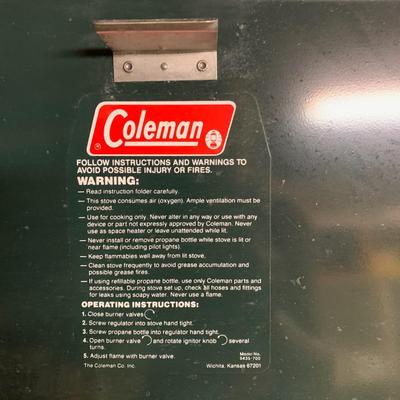 Coleman
FOLLOW INSTRUCTIONS AND WARNINGS TO
AVOID POSSIBLE INJURY OR FIRES.
WARNING:
— Read instruction folder carefully.
— This stove consumes air (oxygen). Ample ventilation must be
provided.
— Use for cooking only. Never alter in any way or use with any
device or part not expressly approved by Coleman. Never
use as space heater or leave unattended while lit.
— Never install or remove propane bottle while stove is lit or
near flame (including pilot lights).
— Keep flammables well away from lit stove.
— Clean stove frequently to avoid grease accumulation and
possible grease fires.
— If using refillable propane bottle, use only Coleman parts and
accessories. During stove set up, check all hoses and fittings
for leaks using soapy water. Never use a flame.
OPERATING INSTRUCTIONS:
1. Close burner valves
2. Screw regulator into stove hand tight.
3. Screw propane bottle into regulator hand tight.
4. Open burner valve and rotate ignitor knob several
turns.
5. Adjust flame with burner valve.
Model No.
5435-700
The Coleman Co. Inc. Wichita, Kansas 67201